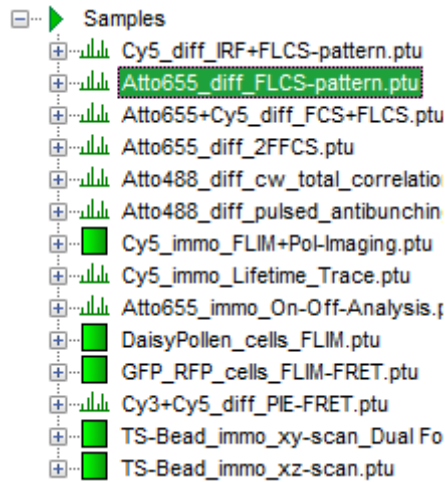 Samples
Cy5_diff_IRF+FLCS-pattern.ptu
Atto655_diff_FLCS-pattern.ptu
Atto655+Cy5_diff_FCS+FLCS.ptu
Atto655_diff_2FFCS.ptu
Atto488_diff_cw_total_correlatio
Atto488_diff_pulsed_antibunchin
Cy5_immo_FLIM+Pol-Imaging.ptu
Cy5_immo_Lifetime_Trace.ptu
Atto655_immo_On-Off-Analysis.p
DaisyPollen_cells_FLIM.ptu
GFP_RFP_cells_FLIM-FRET.ptu
Cy3+Cy5_diff_PIE-FRET.ptu
TS-Bead_immo_xy-scan_Dual Fo
TS-Bead_immo_xz-scan.ptu